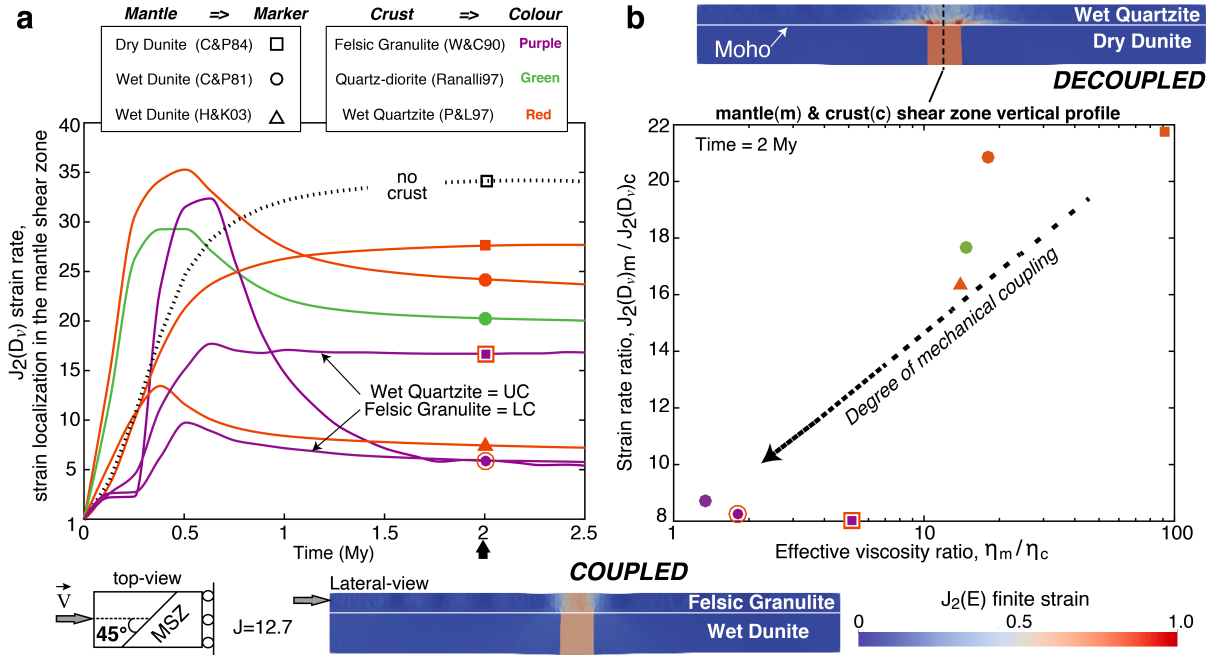 a
Mantle => Marker
Dry Dunite (C&P84)
Wet Dunite (C&P81)
Wet Dunite (H&K03)
Crust => Colour
Felsic Granulite (W&C90) Purple
Quartz-diorite (Ranalli97) Green
Wet Quartzite (P&L97) Red
J2(Dv) strain rate,
strain localization in the mantle shear zone
40
35
30
25
20
15
10
5
1
no
crust
Wet Quartzite = UC
Felsic Granulite = LC
0 0.5 1 1.5 2 2.5
Time (My)
b
Wet Quartzite
Moho
Dry Dunite
DECOUPLED
mantle(m) & crust(c) shear zone vertical profile
Time = 2 My
Strain rate ratio, J2(Dv)m / J2(Dv)c
22
20
18
16
14
12
10
8
Degree of mechanical coupling
1 10 100
Effective viscosity ratio, ηm/ηc
COUPLED
top-view
V
45°
MSZ
J=12.7
Lateral-view
Felsic Granulite
Wet Dunite
J2(E) finite strain
0 0.5 1.0